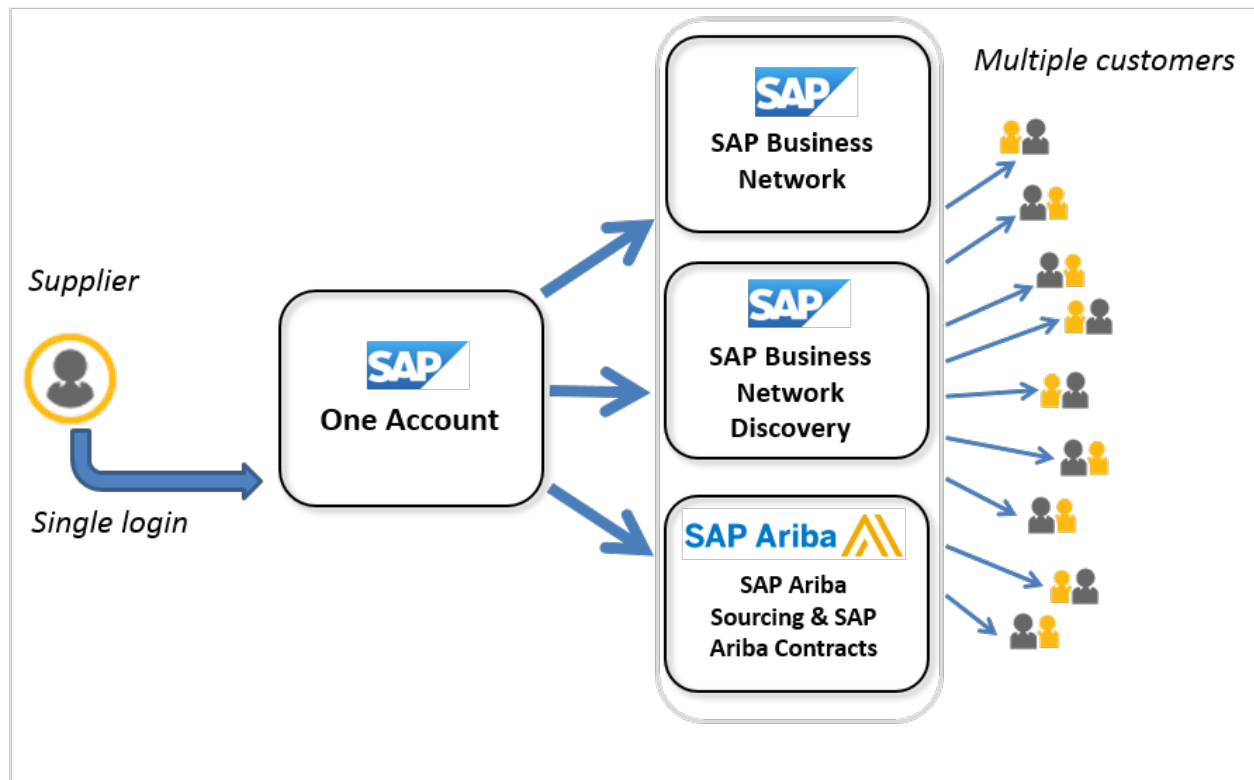 Supplier
Single login
SAP
One Account
SAP
SAP Business
Network
SAP
SAP Business
Network
Discovery
SAP Ariba
SAP Ariba
Sourcing & SAP
Ariba Contracts
Multiple customers